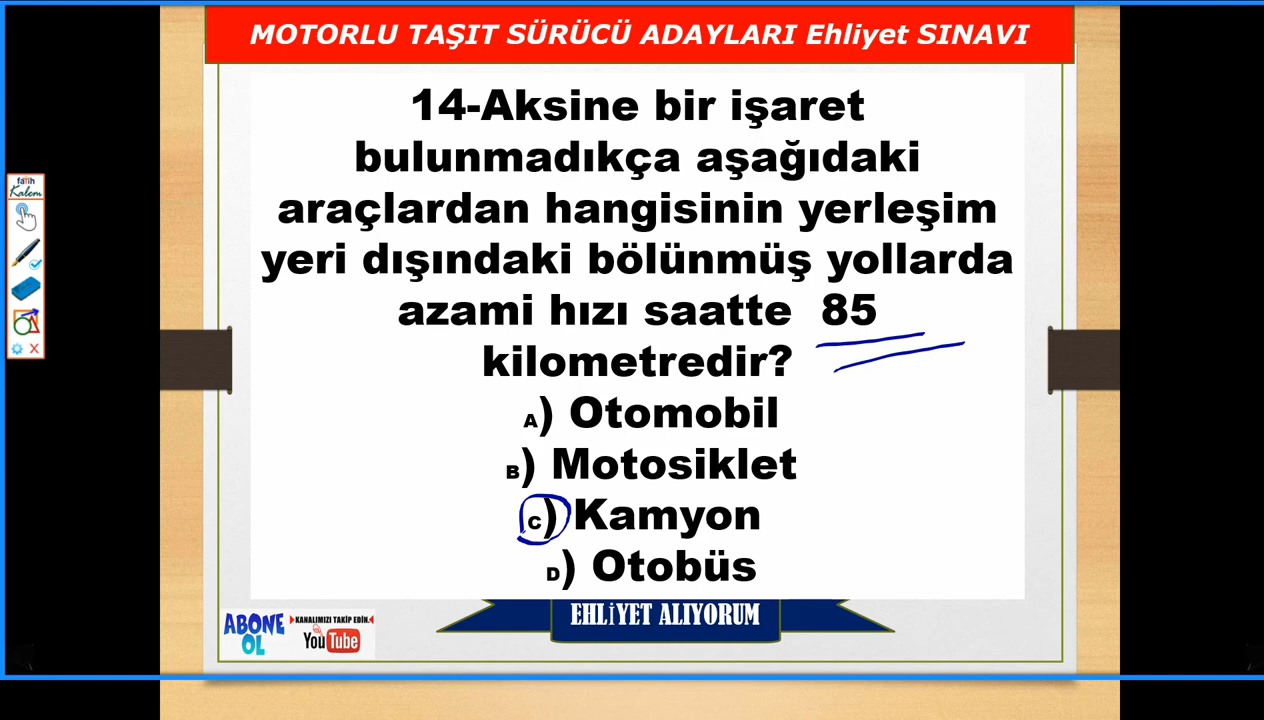 MOTORLU TAŞIT SÜRÜCÜ ADAYLARI Ehliyet SINAVI
fatih
Kalem
14-Aksine bir işaret
bulunmadıkça aşağıdaki
araçlardan hangisinin yerleşim
yeri dışındaki bölünmüş yollarda
azami hızı saatte 85
kilometredir?
A) Otomobil
B) Motosiklet
C) Kamyon
D) Otobüs
EHLİYET ALIYORUM
ABONE
OL
KANALIMIZI TAKİP EDİN.
YouTube